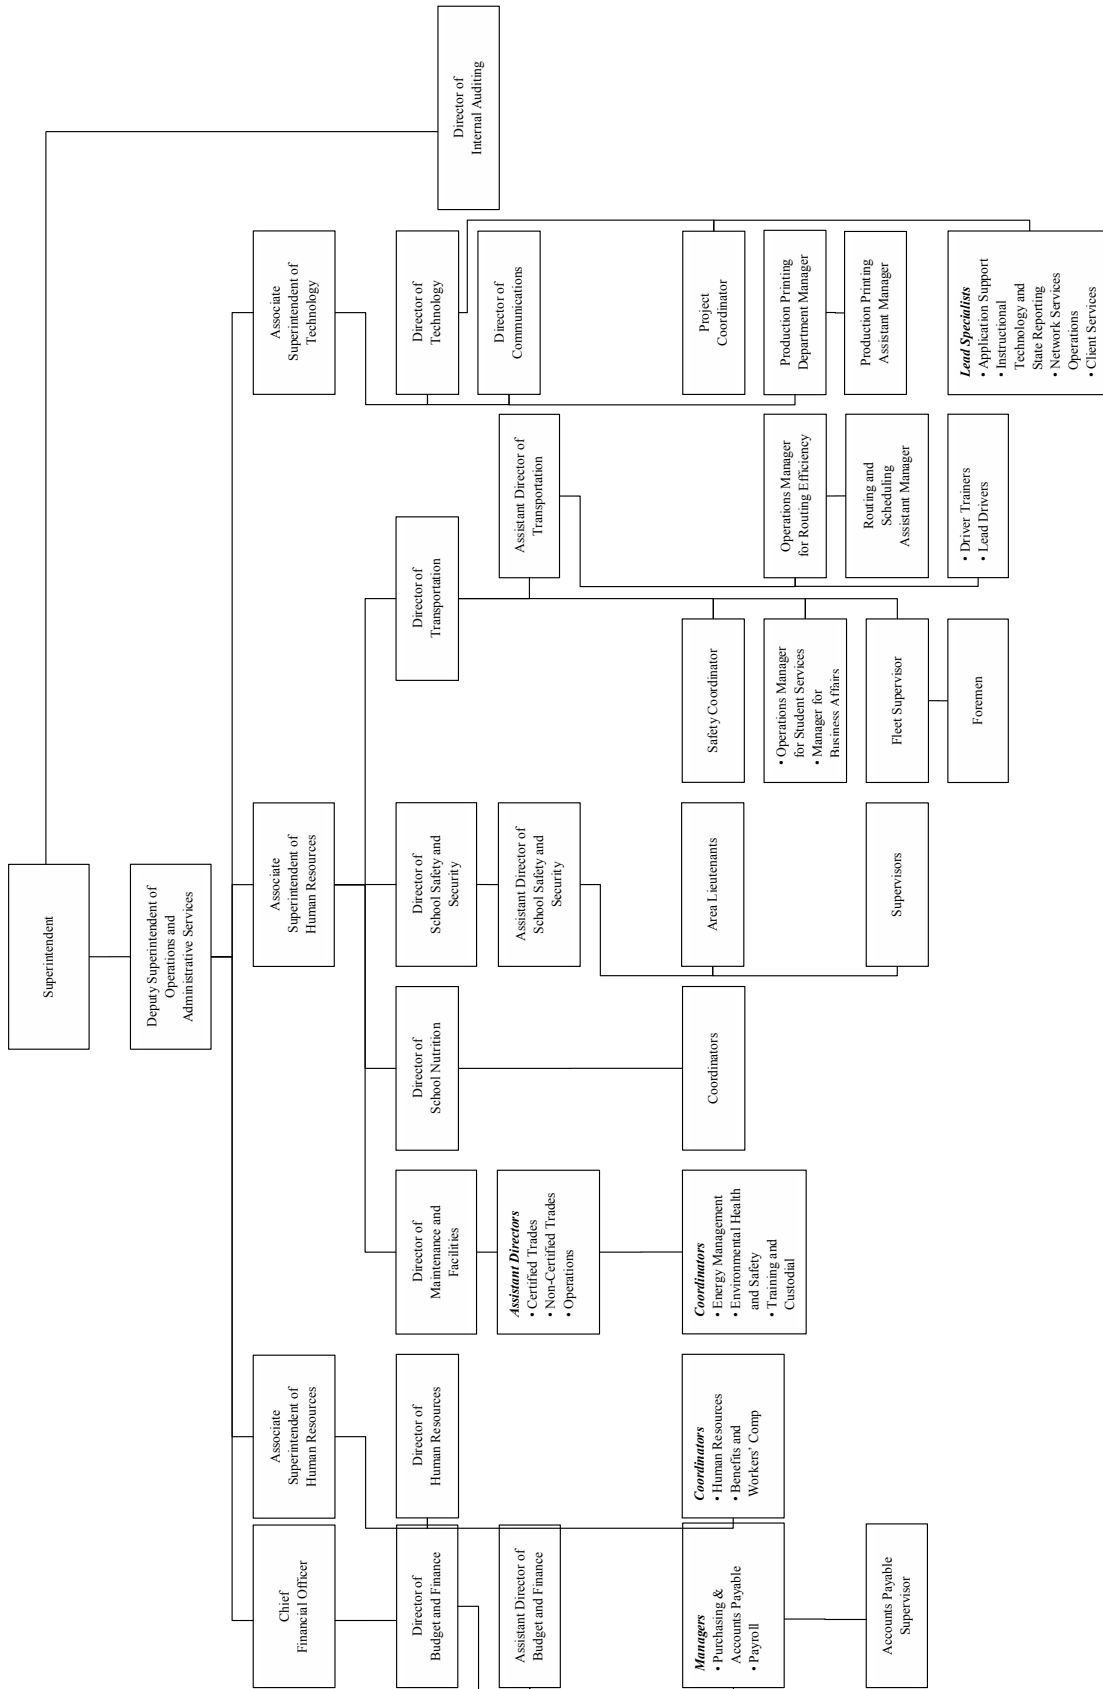 Superintendent
Deputy Superintendent of
Operations and
Administrative Services
Chief
Financial Officer
Associate
Superintendent of
Human Resources
Associate
Superintendent of
Human Resources
Associate
Superintendent of
Technology
Director of
Budget and Finance
Director of
Human Resources
Director of
Maintenance and
Facilities
Director of
School Nutrition
Director of
School Safety and
Security
Director of
Transportation
Director of
Technology
Director of
Internal Auditing
Assistant Director of
Budget and Finance
Assistant Directors
• Certified Trades
• Non-Certified Trades
• Operations
Assistant Director of
School Safety and
Security
Assistant Director of
Transportation
Director of
Communications
Managers
• Purchasing &
Accounts Payable
• Payroll
Coordinators
• Human Resources
• Benefits and
Workers' Comp
Coordinators
• Energy Management
• Environmental Health
and Safety
• Training and
Custodial
Coordinators
Area Lieutenants
Safety Coordinator
Project
Coordinator
• Operations Manager
for Student Services
• Manager for
Business Affairs
Operations Manager
for Routing Efficiency
Production Printing
Department Manager
Accounts Payable
Supervisor
Supervisors
Fleet Supervisor
Routing and
Scheduling
Assistant Manager
Production Printing
Assistant Manager
Foremen
• Driver Trainers
• Lead Drivers
Lead Specialists
• Application Support
• Instructional
Technology and
State Reporting
• Network Services
Operations
• Client Services